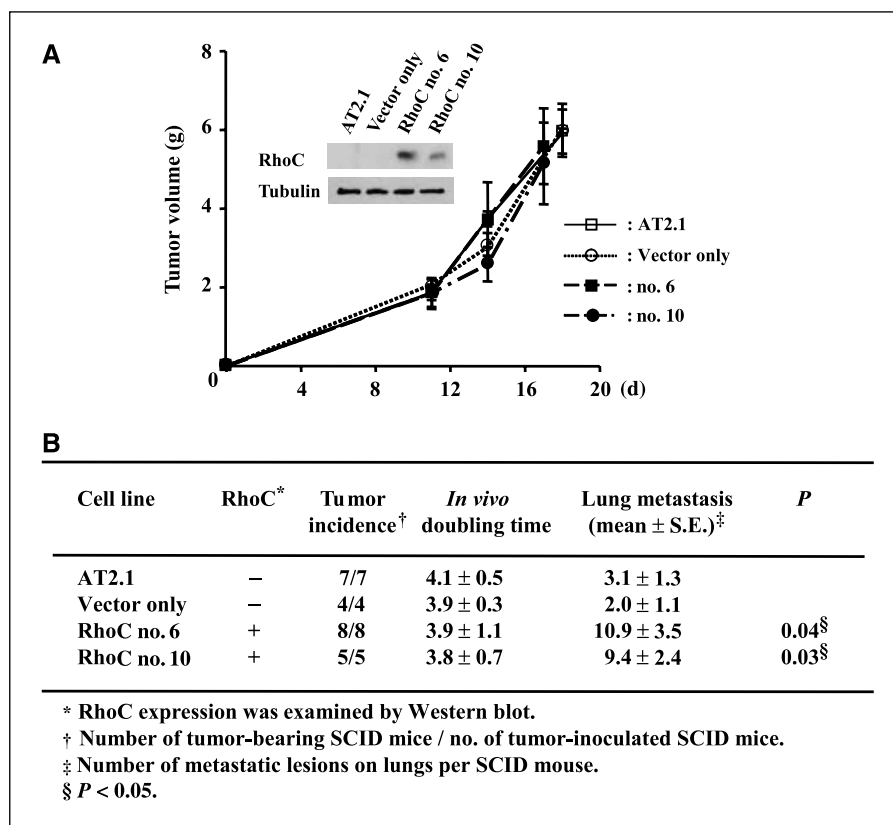 A
Tumor volume (g)
8
6
4
2
0
4
8
12
16
20
(d)
AT2.1
Vector only
RhoC no. 6
RhoC no. 10
RhoC
Tubulin
: AT2.1
: Vector only
: no. 6
: no. 10
B
Cell line RhoC* Tumor incidence† In vivo doubling time Lung metastasis (mean ± S.E.)‡ P
AT2.1 − 7/7 4.1 ± 0.5 3.1 ± 1.3
Vector only − 4/4 3.9 ± 0.3 2.0 ± 1.1
RhoC no. 6 + 8/8 3.9 ± 1.1 10.9 ± 3.5 0.04§
RhoC no. 10 + 5/5 3.8 ± 0.7 9.4 ± 2.4 0.03§
* RhoC expression was examined by Western blot.
† Number of tumor-bearing SCID mice / no. of tumor-inoculated SCID mice.
‡ Number of metastatic lesions on lungs per SCID mouse.
§ P < 0.05.